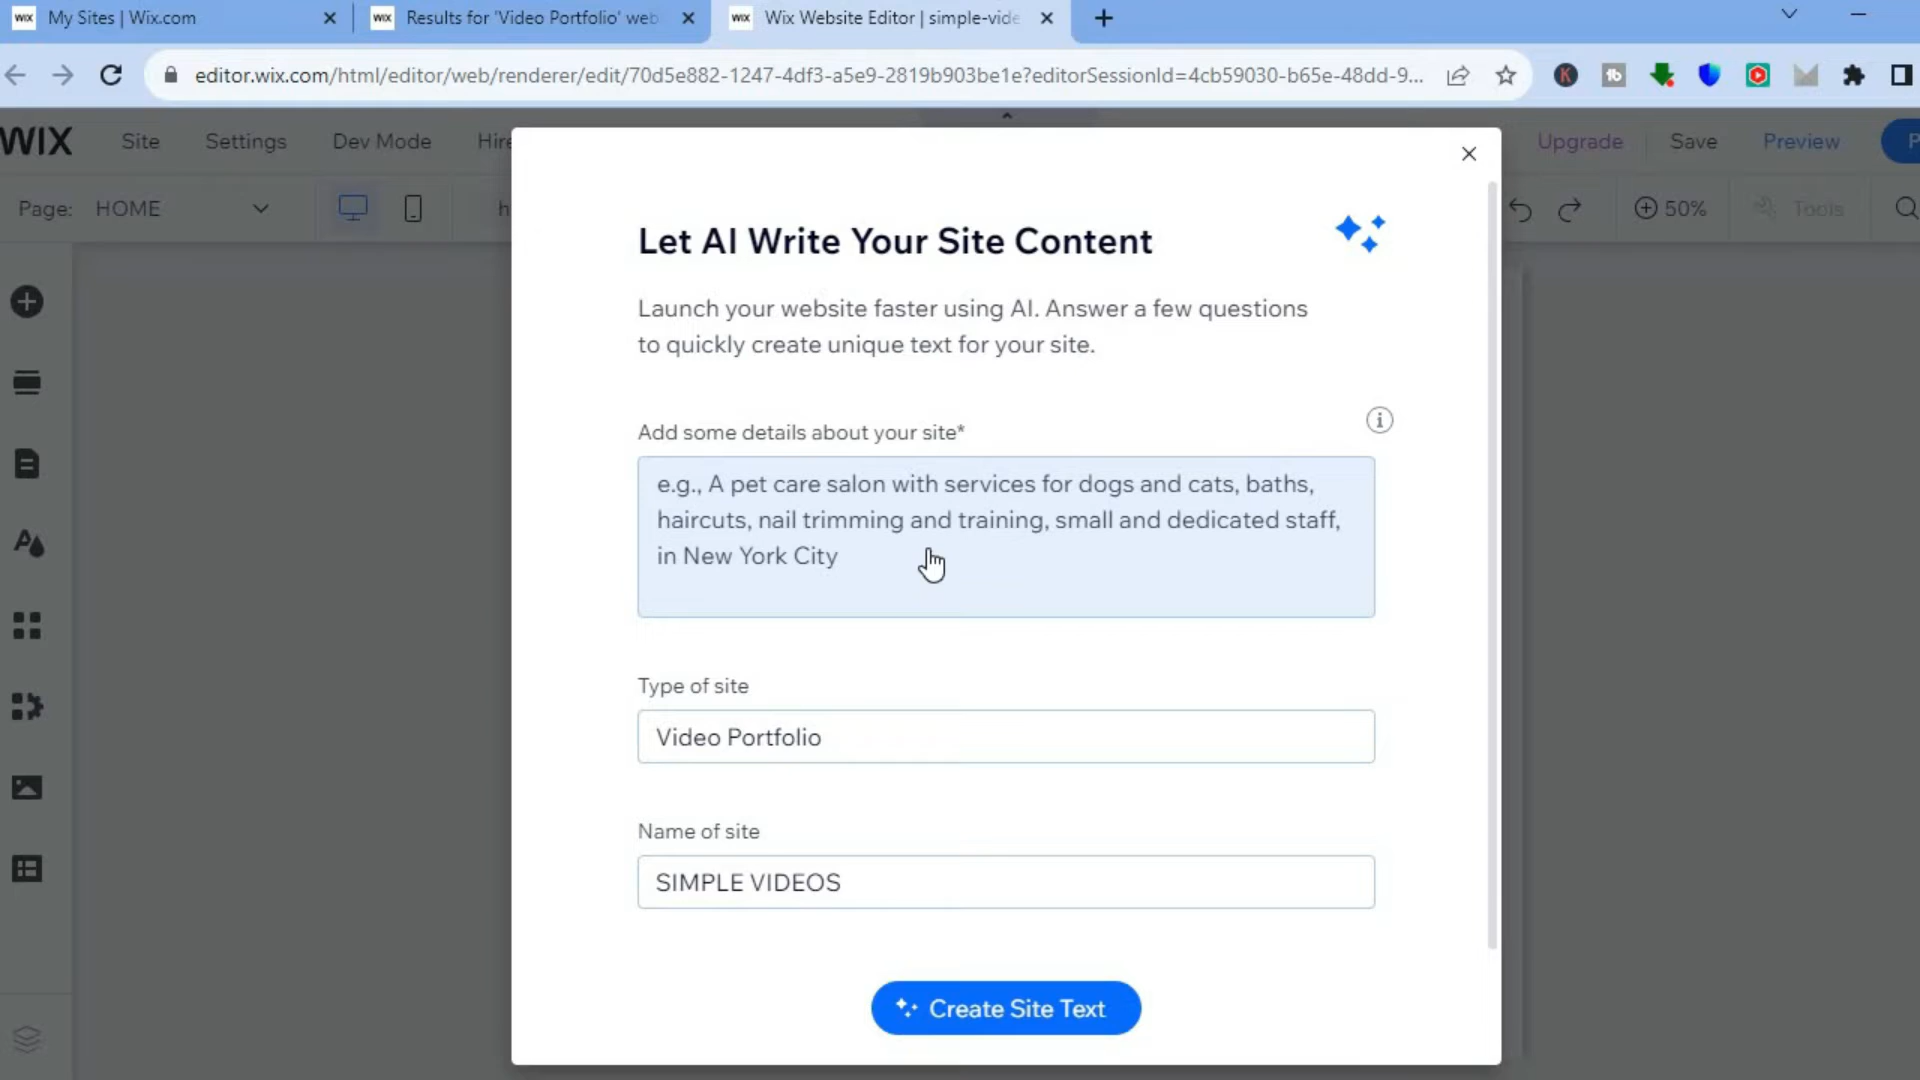 My Sites | Wix.com
Results for 'Video Portfolio' web
Wix Website Editor | simple-vide
editor.wix.com/html/editor/web/renderer/edit/70d5e882-1247-4df3-a5e9-2819b903be1e?editorSessionId=4cb59030-b65e-48dd-9...
WIX Site Settings Dev Mode Hire Upgrade Save Preview P
Page: HOME h 50% Tools
Let AI Write Your Site Content
Launch your website faster using AI. Answer a few questions
to quickly create unique text for your site.
Add some details about your site*
e.g., A pet care salon with services for dogs and cats, baths,
haircuts, nail trimming and training, small and dedicated staff,
in New York City
Type of site
Video Portfolio
Name of site
SIMPLE VIDEOS
Create Site Text